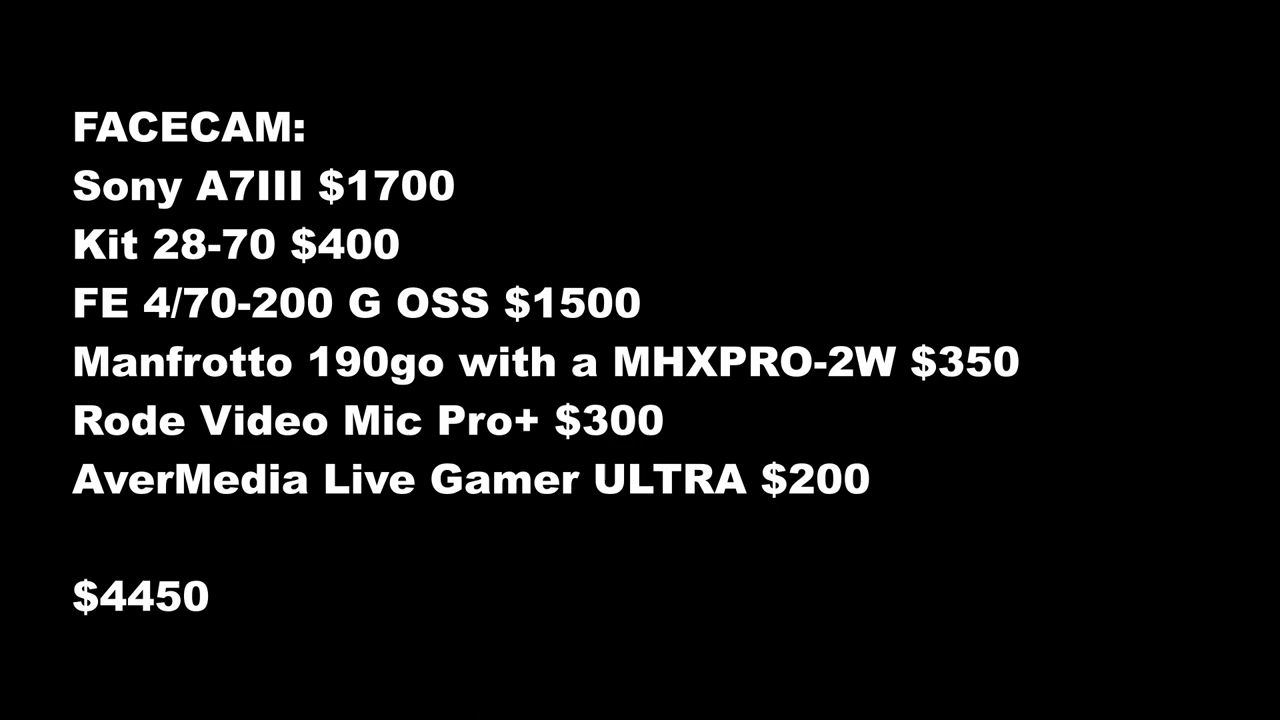 FACECAM:
Sony A7III $1700
Kit 28-70 $400
FE 4/70-200 G OSS $1500
Manfrotto 190go with a MHXPRO-2W $350
Rode Video Mic Pro+ $300
AverMedia Live Gamer ULTRA $200
$4450